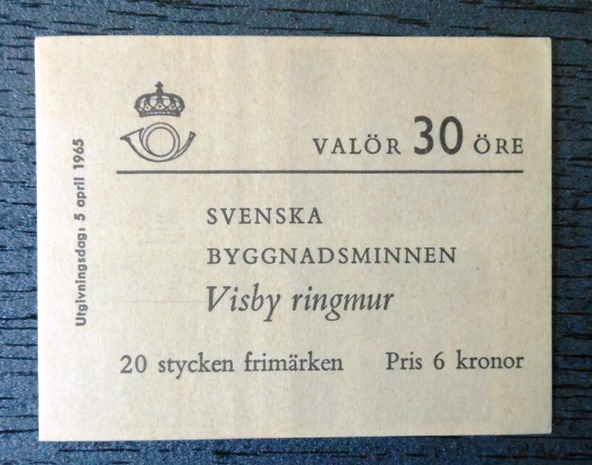 VALÖR 30 ÖRE
SVENSKA
BYGGNADSMINNEN
Visby ringmur
20 stycken frimärken Pris 6 kronor
Utgivningsdag: 5 april 1965